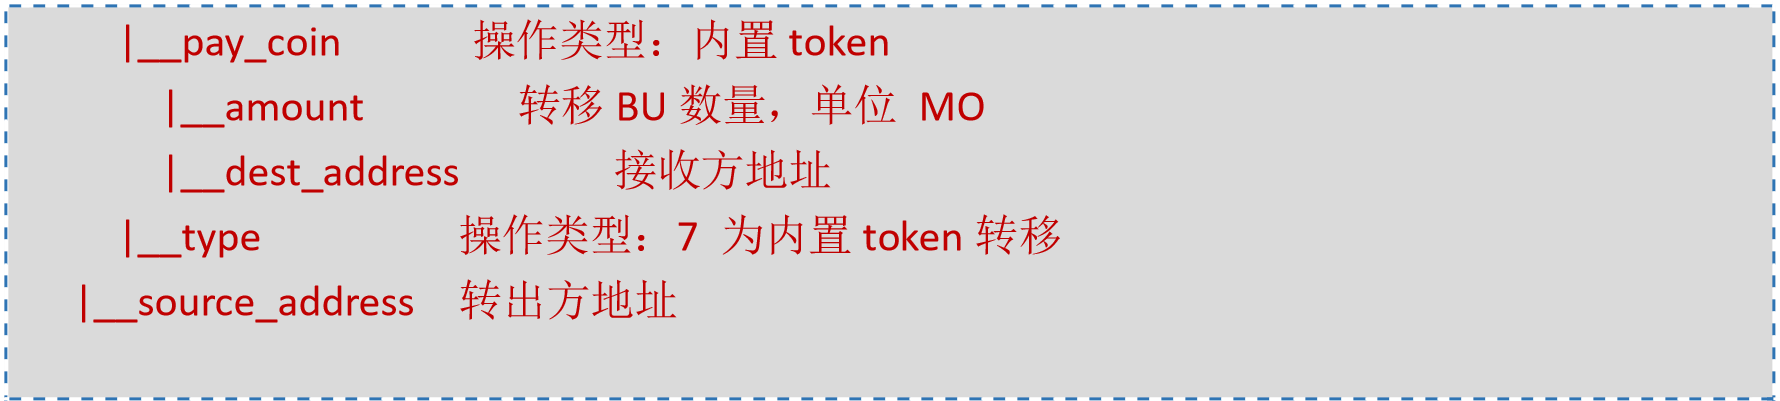 |__pay_coin 操作类型：内置 token
|__amount 转移 BU 数量，单位 MO
|__dest_address 接收方地址
|__type 操作类型：7 为内置 token 转移
|__source_address 转出方地址